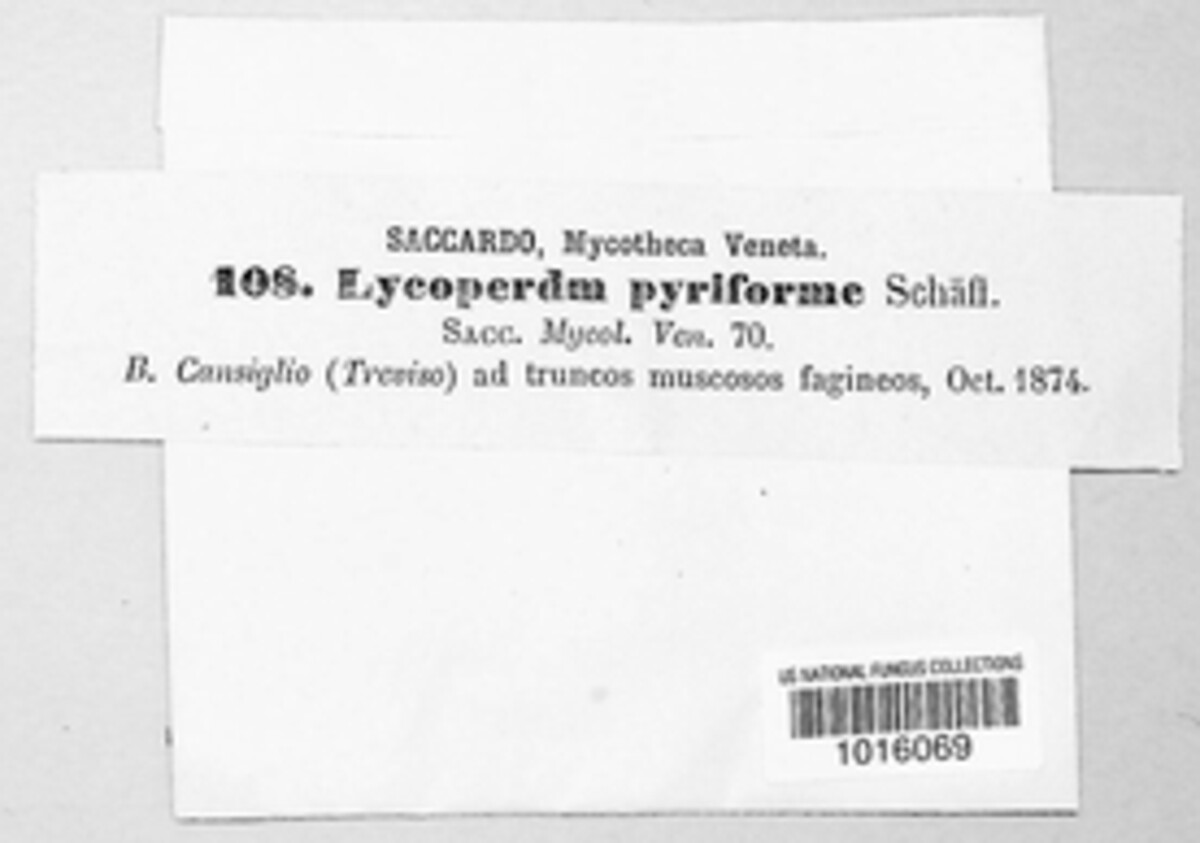 SACCARDO, Mycotheca Veneta.
108. Lycoperdm pyriforme Schäfl.
SACC. Mycol. Ven. 70.
B. Cansiglio (Treviso) ad truncos muscosos fagineos, Oct. 1874.
US NATIONAL FUNGUS COLLECTIONS
1016069